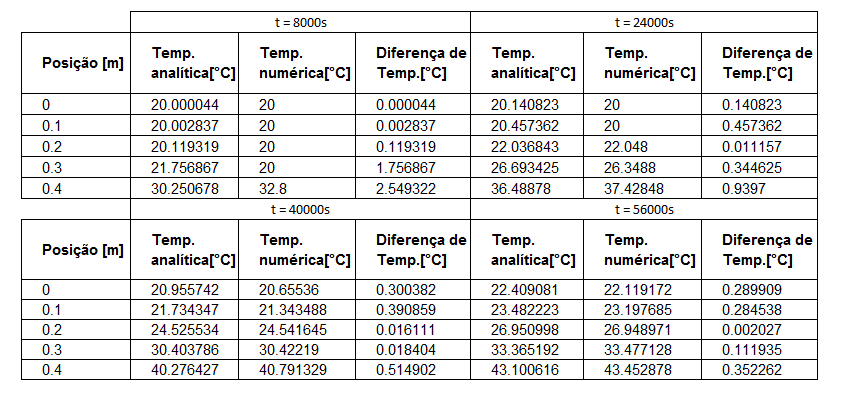 t = 8000s t = 24000s
Posição [m] Temp. analítica[°C] Temp. numérica[°C] Diferença de Temp.[°C] Temp. analítica[°C] Temp. numérica[°C] Diferença de Temp.[°C]
0 20.000044 20 0.000044 20.140823 20 0.140823
0.1 20.002837 20 0.002837 20.457362 20 0.457362
0.2 20.119319 20 0.119319 22.036843 22.048 0.011157
0.3 21.756867 20 1.756867 26.693425 26.3488 0.344625
0.4 30.250678 32.8 2.549322 36.48878 37.42848 0.9397
t = 40000s t = 56000s
Posição [m] Temp. analítica[°C] Temp. numérica[°C] Diferença de Temp.[°C] Temp. analítica[°C] Temp. numérica[°C] Diferença de Temp.[°C]
0 20.955742 20.65536 0.300382 22.409081 22.119172 0.289909
0.1 21.734347 21.343488 0.390859 23.482223 23.197685 0.284538
0.2 24.525534 24.541645 0.016111 26.950998 26.948971 0.002027
0.3 30.403786 30.42219 0.018404 33.365192 33.477128 0.111935
0.4 40.276427 40.791329 0.514902 43.100616 43.452878 0.352262